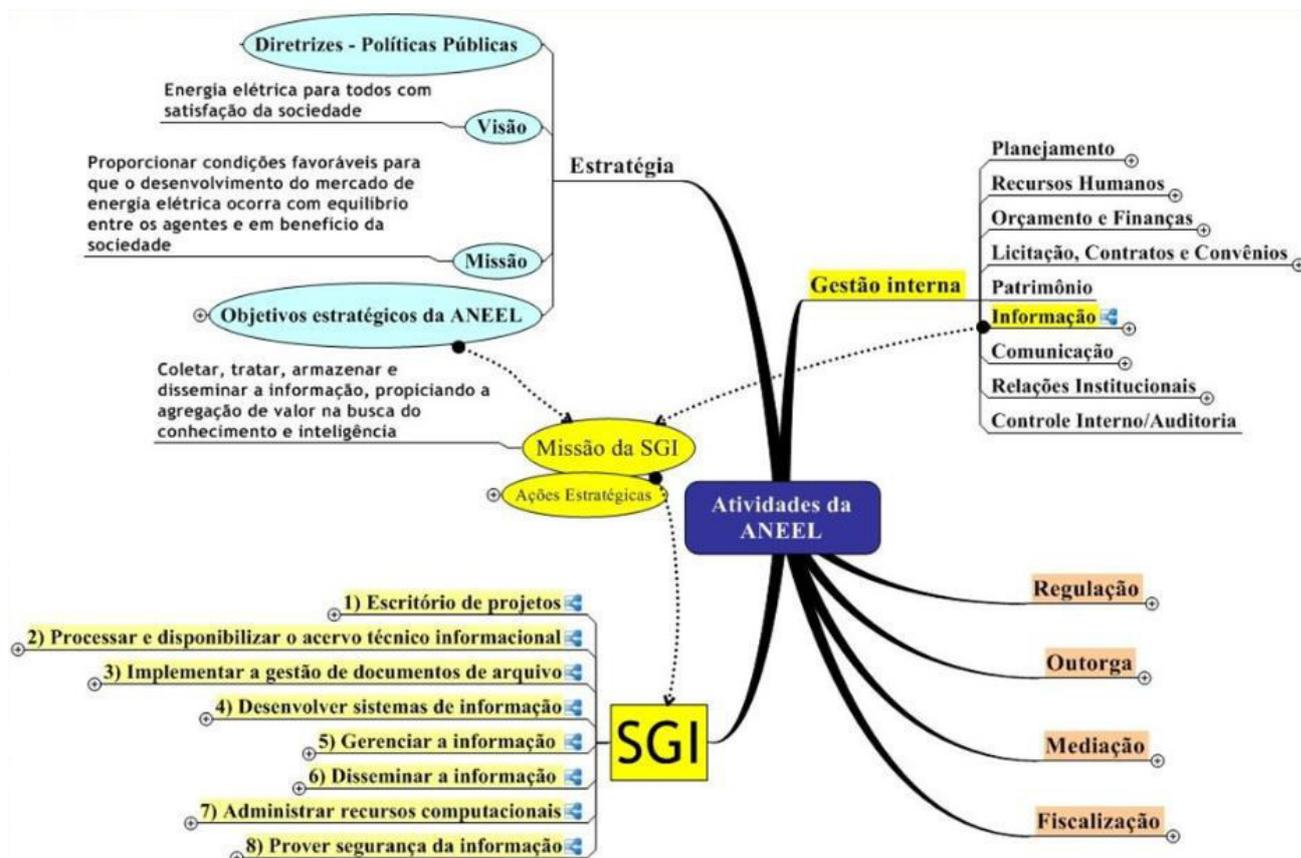 Diretrizes - Políticas Públicas
Energia elétrica para todos com
satisfação da sociedade
Visão
Proporcionar condições favoráveis para
que o desenvolvimento do mercado de
energia elétrica ocorra com equilíbrio
entre os agentes e em benefício da
sociedade
Missão
Objetivos estratégicos da ANEEL
Estratégia
Coletar, tratar, armazenar e
disseminar a informação, propiciando a
agregação de valor na busca do
conhecimento e inteligência
Missão da SGI
Ações Estratégicas
Gestão interna
Planejamento
Recursos Humanos
Orçamento e Finanças
Licitação, Contratos e Convênios
Patrimônio
Informação
Comunicação
Relações Institucionais
Controle Interno/Auditoria
Atividades da
ANEEL
1) Escritório de projetos
2) Processar e disponibilizar o acervo técnico informacional
3) Implementar a gestão de documentos de arquivo
4) Desenvolver sistemas de informação
5) Gerenciar a informação
6) Disseminar a informação
7) Administrar recursos computacionais
8) Prover segurança da informação
SGI
Regulação
Outorga
Mediação
Fiscalização